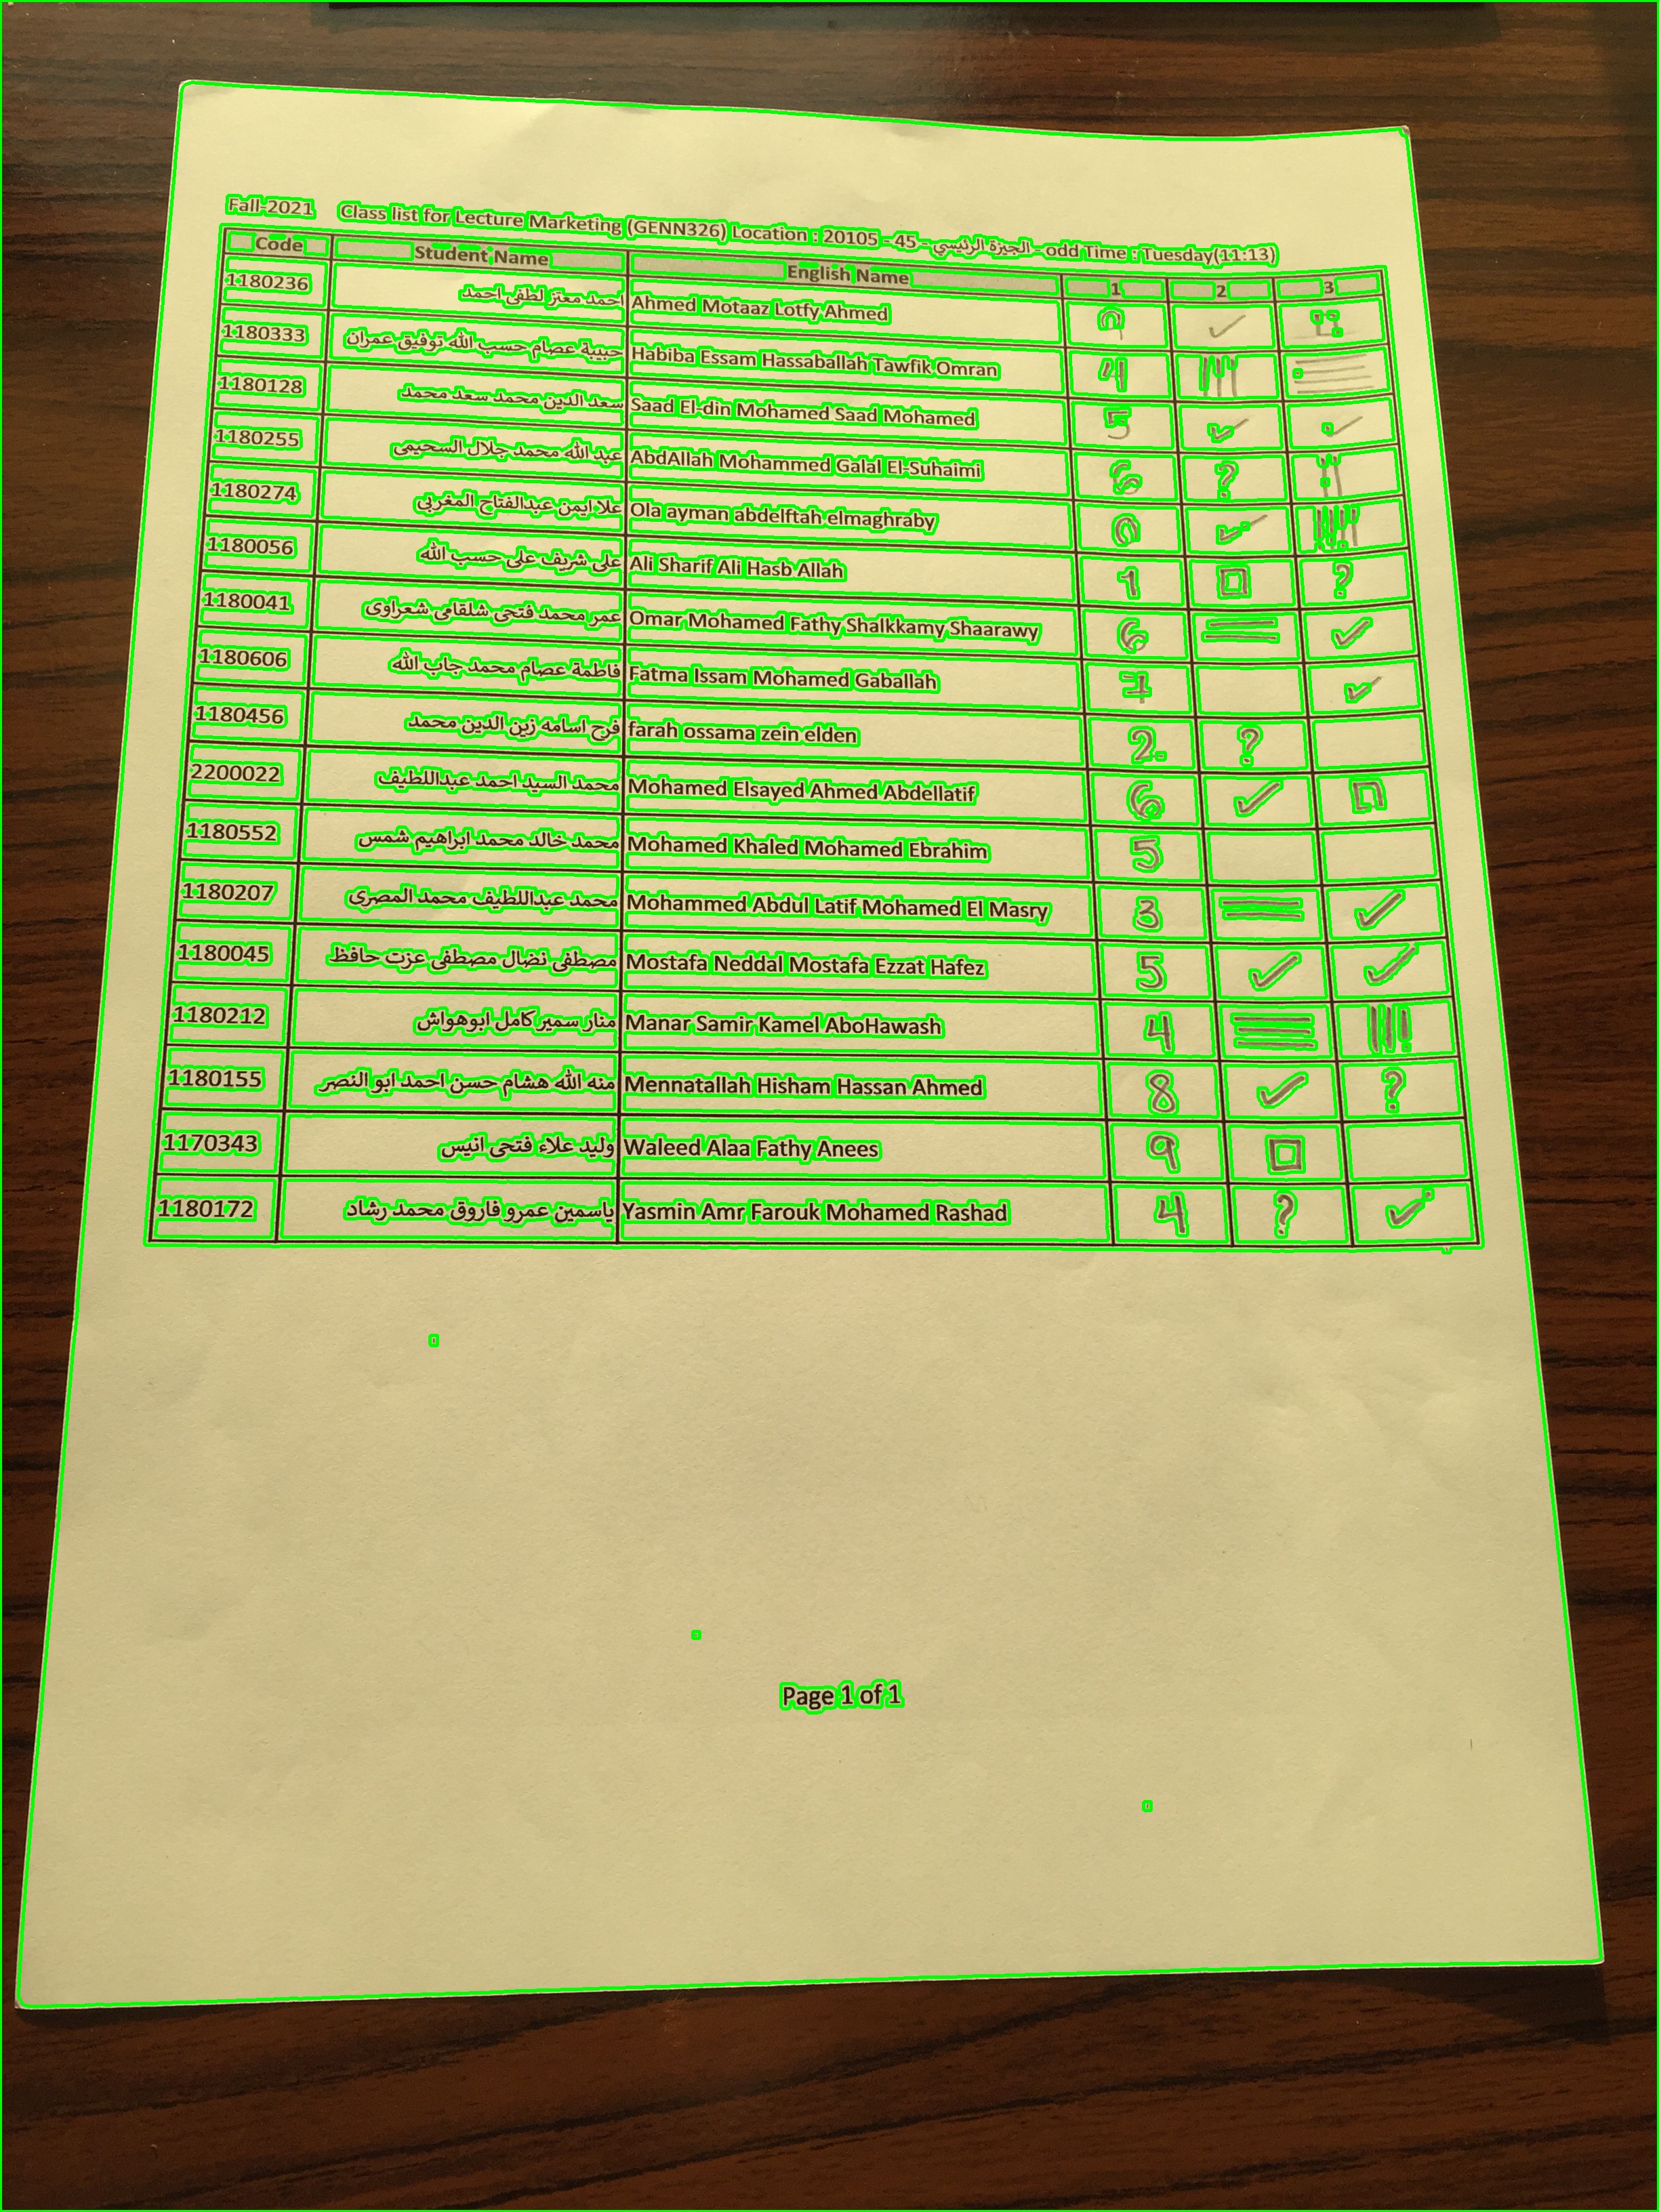 Fall-2021 Class list for Lecture Marketing (GENN326) Location : 20105 - 45 - الجيزة الرئيسي - odd Time : Tuesday(11:13)
Code Student Name English Name 1 2 3
1180236 احمد معتز لطفى احمد Ahmed Motaaz Lotfy Ahmed 9 ✓
1180333 حبيبة عصام حسب الله توفيق عمران Habiba Essam Hassaballah Tawfik Omran 4
1180128 سعد الدين محمد سعد محمد Saad El-din Mohamed Saad Mohamed 5 ✓ ✓
1180255 عبد الله محمد جلال السحيمى AbdAllah Mohammed Galal El-Suhaimi 6 ?
1180274 علا ايمن عبدالفتاح المغربى Ola ayman abdelftah elmaghraby 0 ✓
1180056 على شريف على حسب الله Ali Sharif Ali Hasb Allah 1 □ ?
1180041 عمر محمد فتحى شلقامى شعراوى Omar Mohamed Fathy Shalkkamy Shaarawy 6 ✓
1180606 فاطمة عصام محمد جاب الله Fatma Issam Mohamed Gaballah 7 ✓
1180456 فرح اسامه زين الدين محمد farah ossama zein elden 2 ?
2200022 محمد السيد احمد عبداللطيف Mohamed Elsayed Ahmed Abdellatif 6 ✓ □
1180552 محمد خالد محمد ابراهيم شمس Mohamed Khaled Mohamed Ebrahim 5
1180207 محمد عبداللطيف محمد المصرى Mohammed Abdul Latif Mohamed El Masry 3 ✓
1180045 مصطفى نضال مصطفى عزت حافظ Mostafa Neddal Mostafa Ezzat Hafez 5 ✓ ✓
1180212 منار سمير كامل ابوهواش Manar Samir Kamel AboHawash 4
1180155 منه الله هشام حسن احمد ابو النصر Mennatallah Hisham Hassan Ahmed 8 ✓ ?
1170343 وليد علاء فتحى انيس Waleed Alaa Fathy Anees 9 □
1180172 ياسمين عمرو فاروق محمد رشاد Yasmin Amr Farouk Mohamed Rashad 4 ? ✓
Page 1 of 1